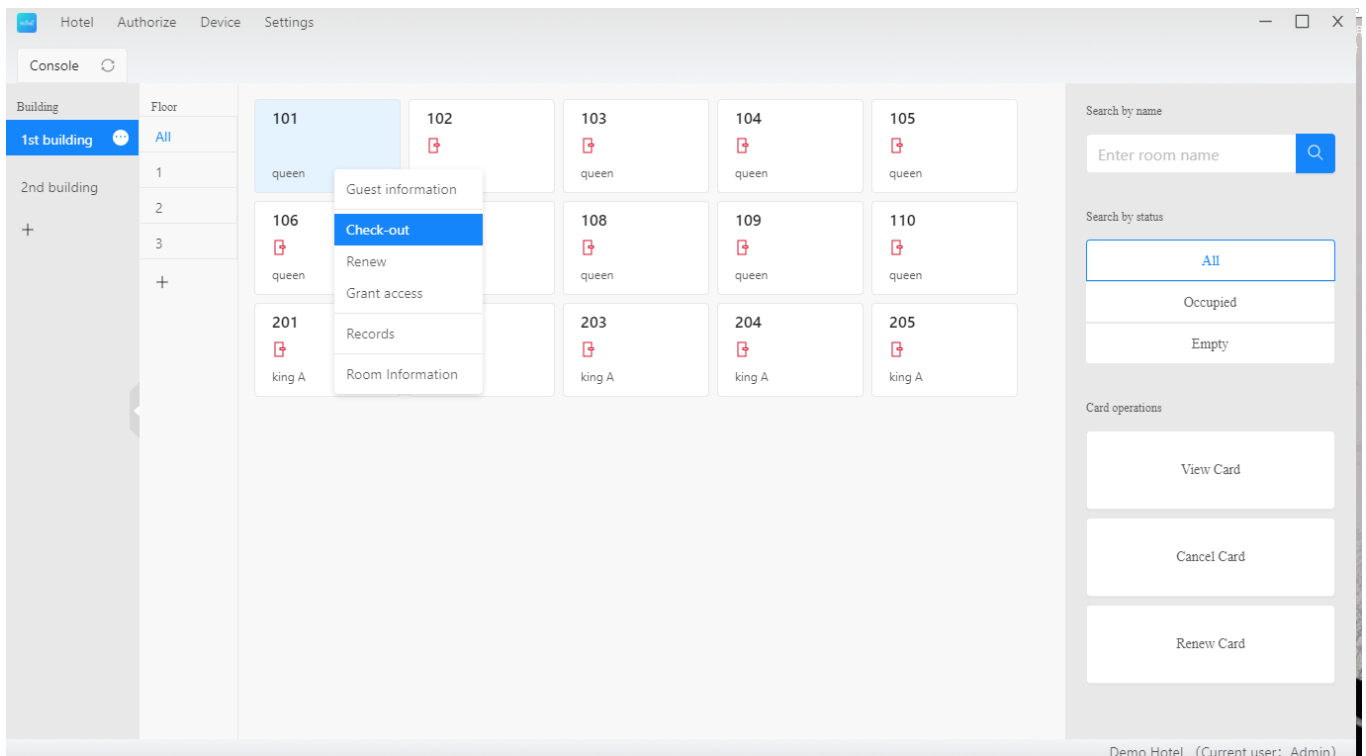 Hotel Authorize Device Settings
Console
Building
1st building
2nd building
Floor
All
1
2
3
101
queen
102
103
queen
104
queen
105
queen
106
queen
108
queen
109
queen
110
queen
201
king A
203
king A
204
king A
205
king A
Guest information
Check-out
Renew
Grant access
Records
Room Information
Search by name
Enter room name
Search by status
All
Occupied
Empty
Card operations
View Card
Cancel Card
Renew Card
Demo Hotel （Current user：Admin）